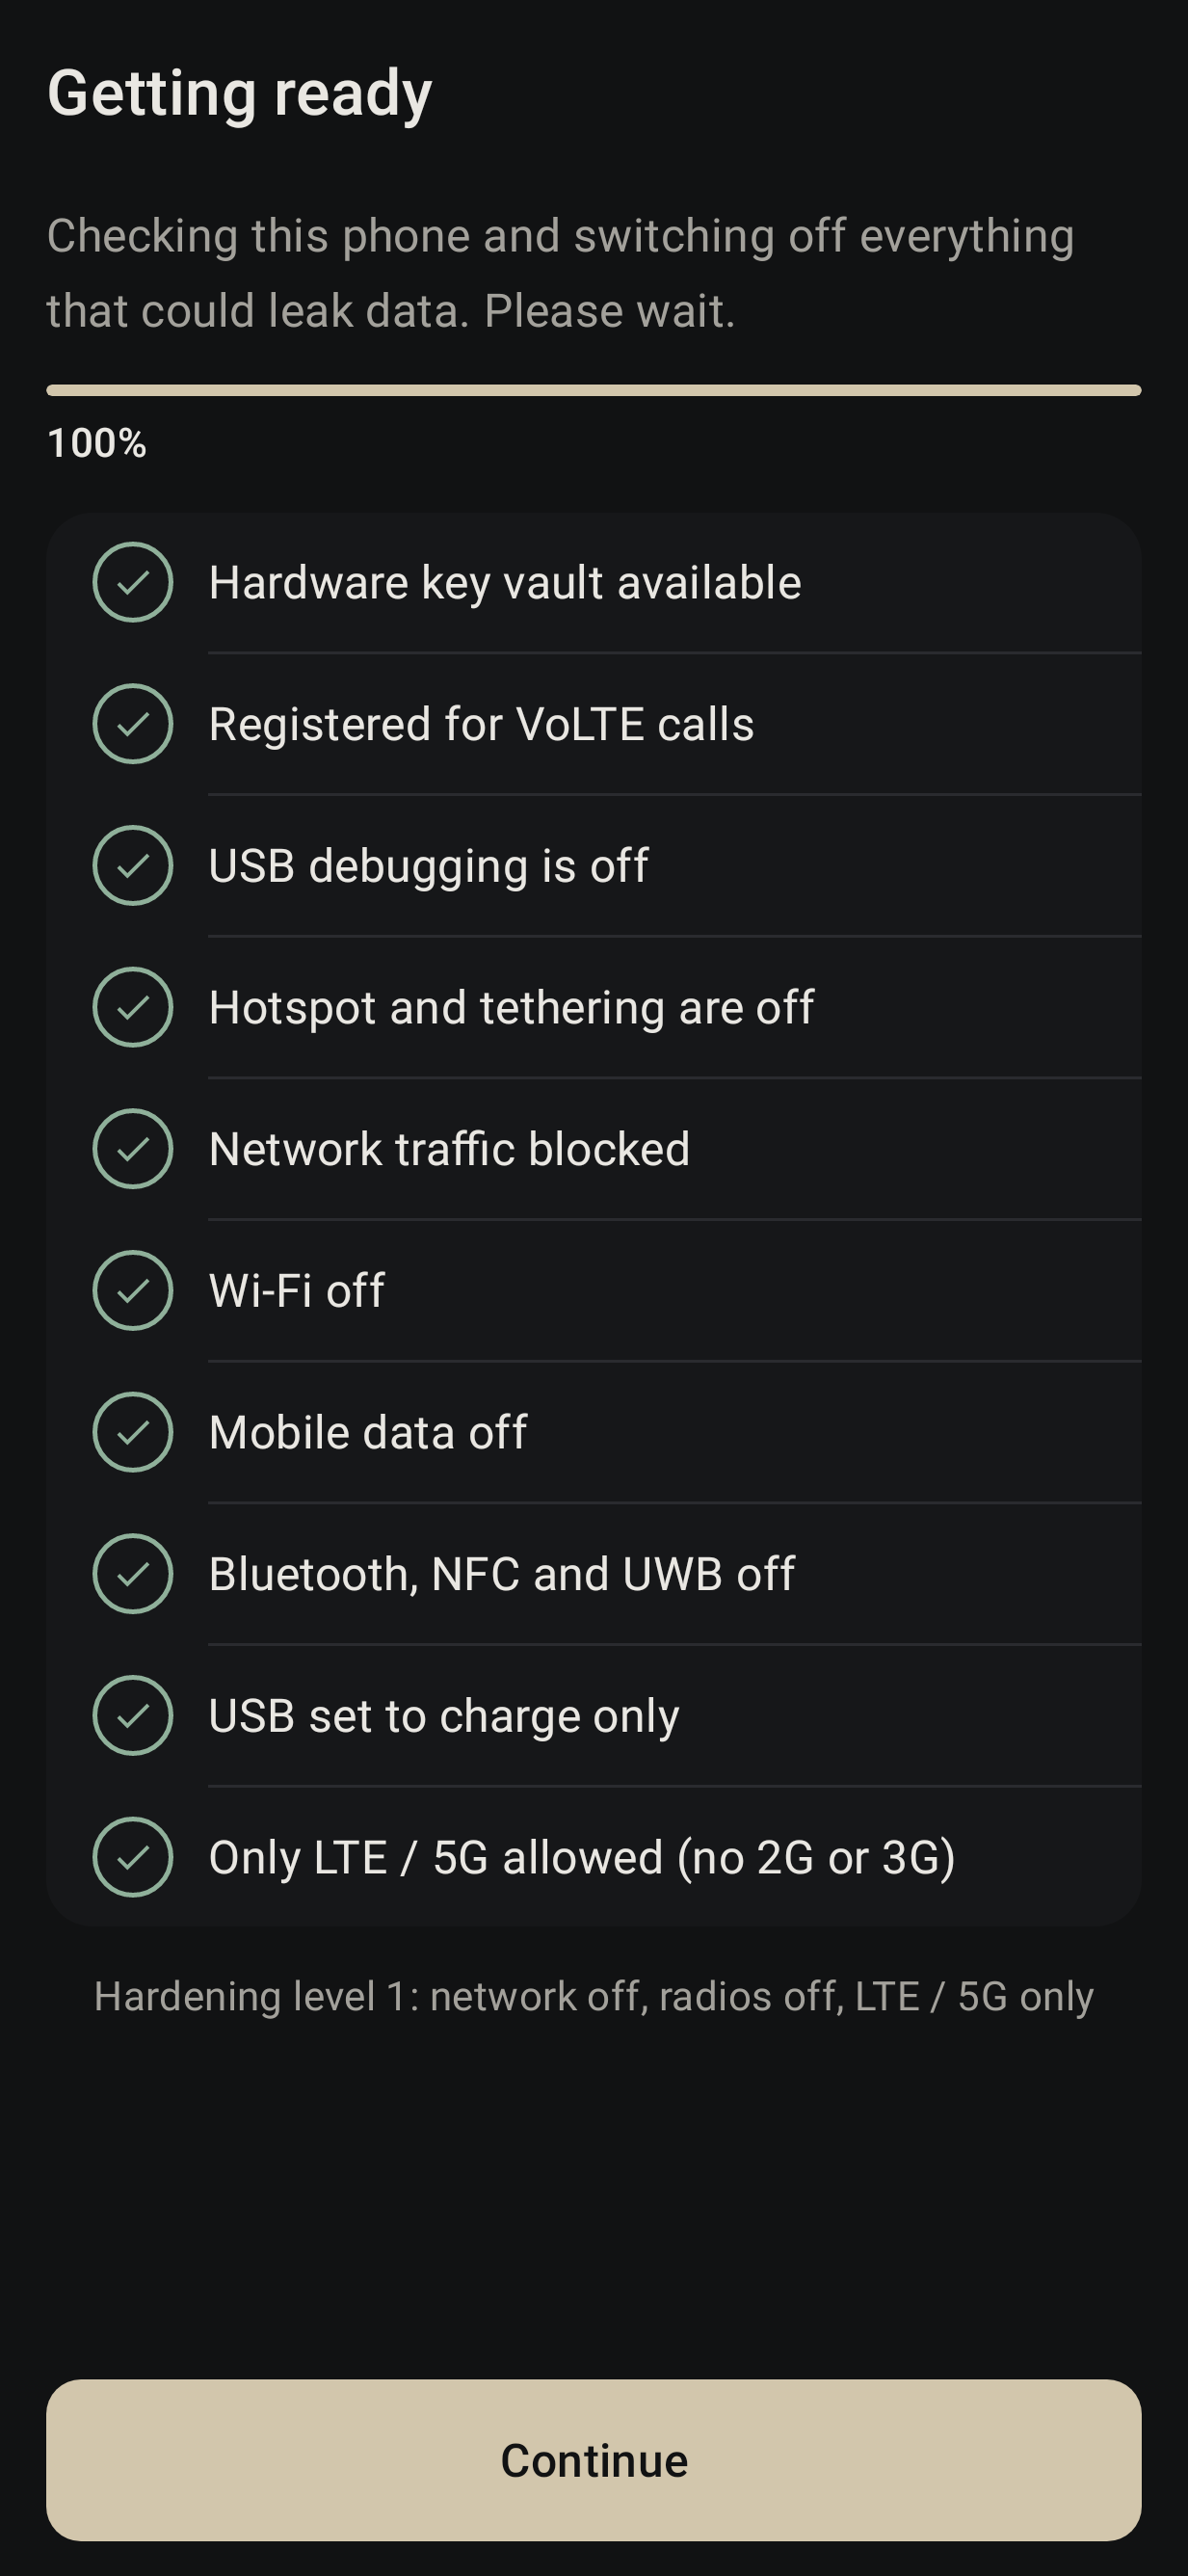 Getting ready
Checking this phone and switching off everything
that could leak data. Please wait.
100%
Hardware key vault available
Registered for VoLTE calls
USB debugging is off
Hotspot and tethering are off
Network traffic blocked
Wi-Fi off
Mobile data off
Bluetooth, NFC and UWB off
USB set to charge only
Only LTE / 5G allowed (no 2G or 3G)
Hardening level 1: network off, radios off, LTE / 5G only
Continue